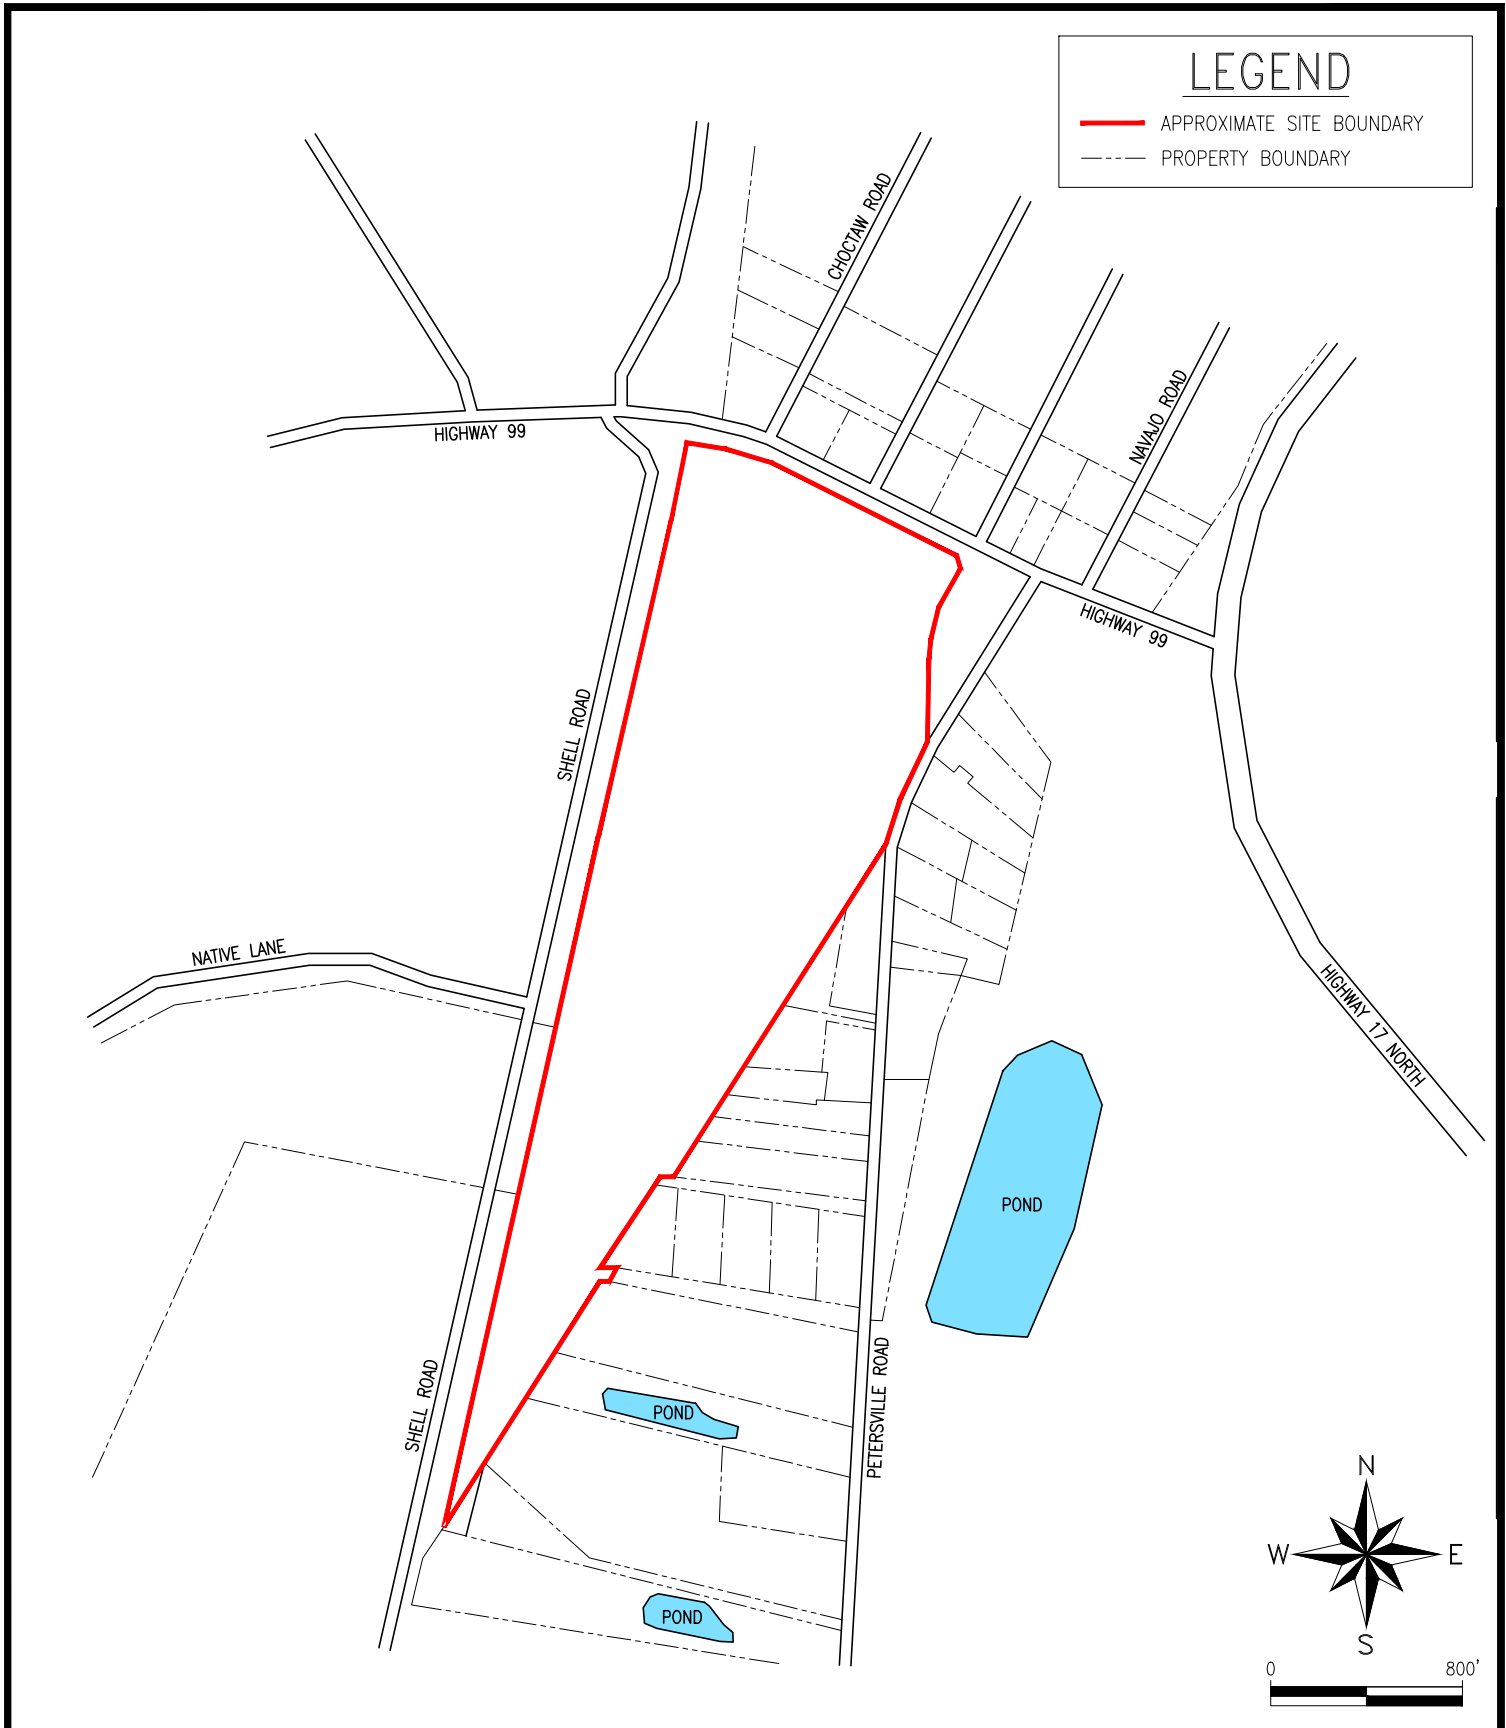 LEGEND
APPROXIMATE SITE BOUNDARY
PROPERTY BOUNDARY
CHOCTAW ROAD
HIGHWAY 99
NAVAJO ROAD
HIGHWAY 99
SHELL ROAD
NATIVE LANE
HIGHWAY 17 NORTH
POND
SHELL ROAD
PETERSVILLE ROAD
POND
POND
N
W
E
S
0
800'